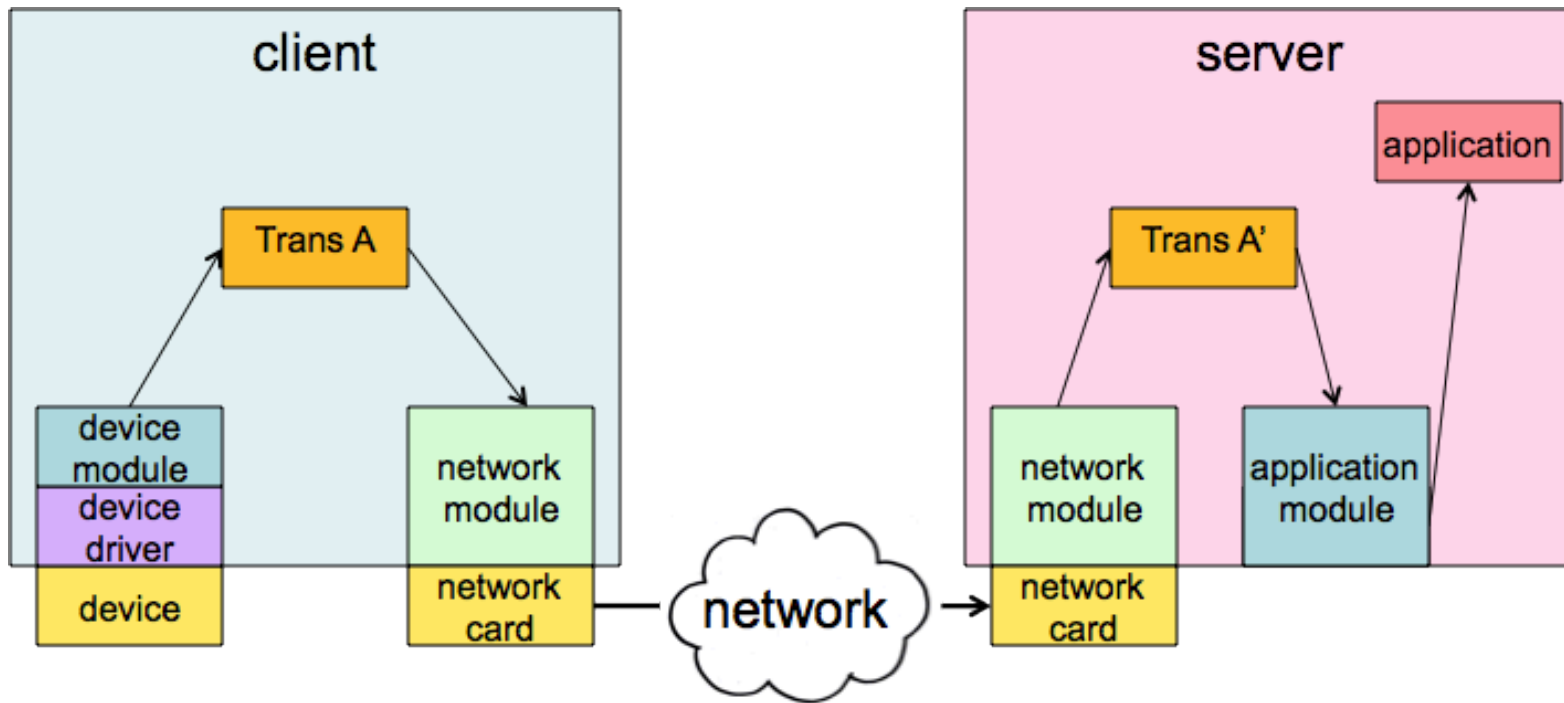 client
Trans A
device
module
device
driver
device
network
module
network
card
network
server
application
Trans A’
network
module
network
card
application
module